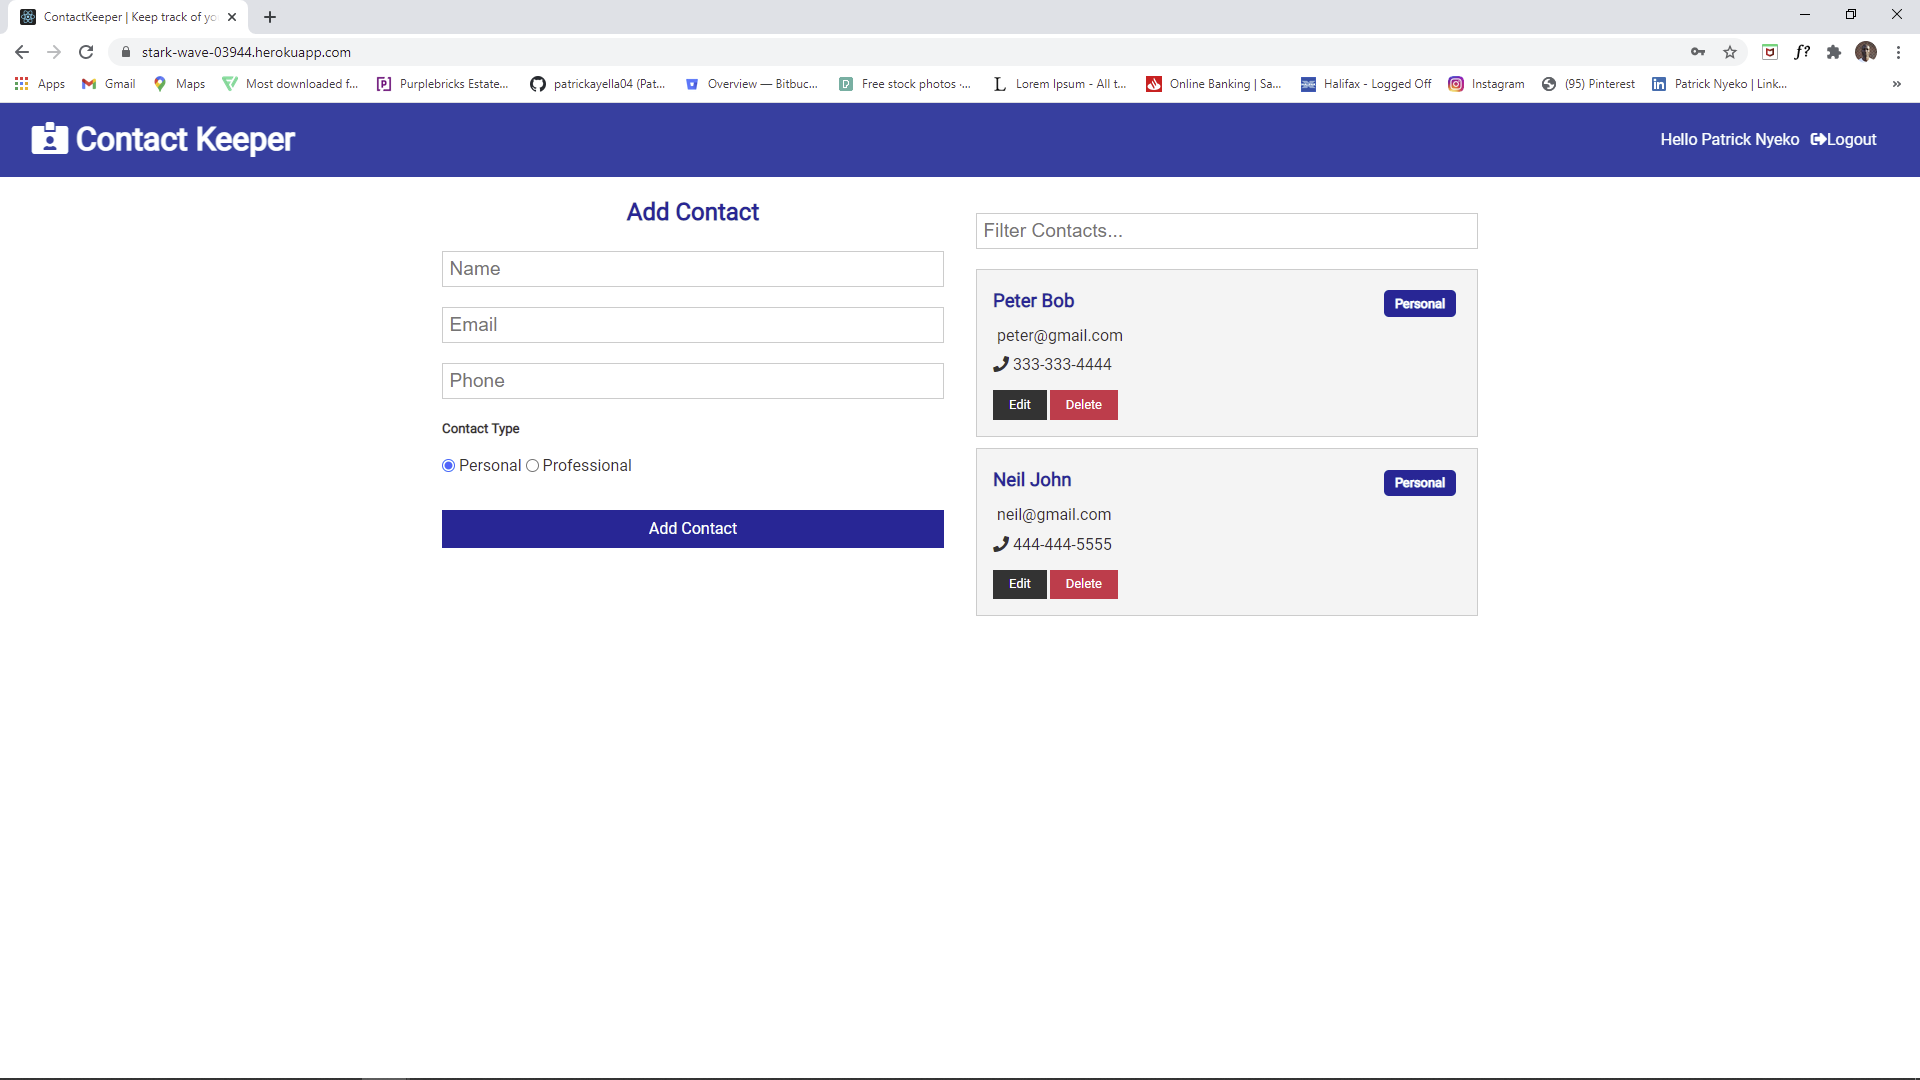 ContactKeeper | Keep track of yo
stark-wave-03944.herokuapp.com
f?
Apps Gmail Maps Most downloaded f... Purplebricks Estate... patrickayella04 (Pat... Overview — Bitbuc... Free stock photos ·... Lorem Ipsum - All t... Online Banking | Sa... Halifax - Logged Off Instagram (95) Pinterest Patrick Nyeko | Link... »
Contact Keeper
Hello Patrick Nyeko Logout
Add Contact
Name
Email
Phone
Contact Type
Personal Professional
Add Contact
Filter Contacts...
Peter Bob Personal
peter@gmail.com
333-333-4444
Edit Delete
Neil John Personal
neil@gmail.com
444-444-5555
Edit Delete